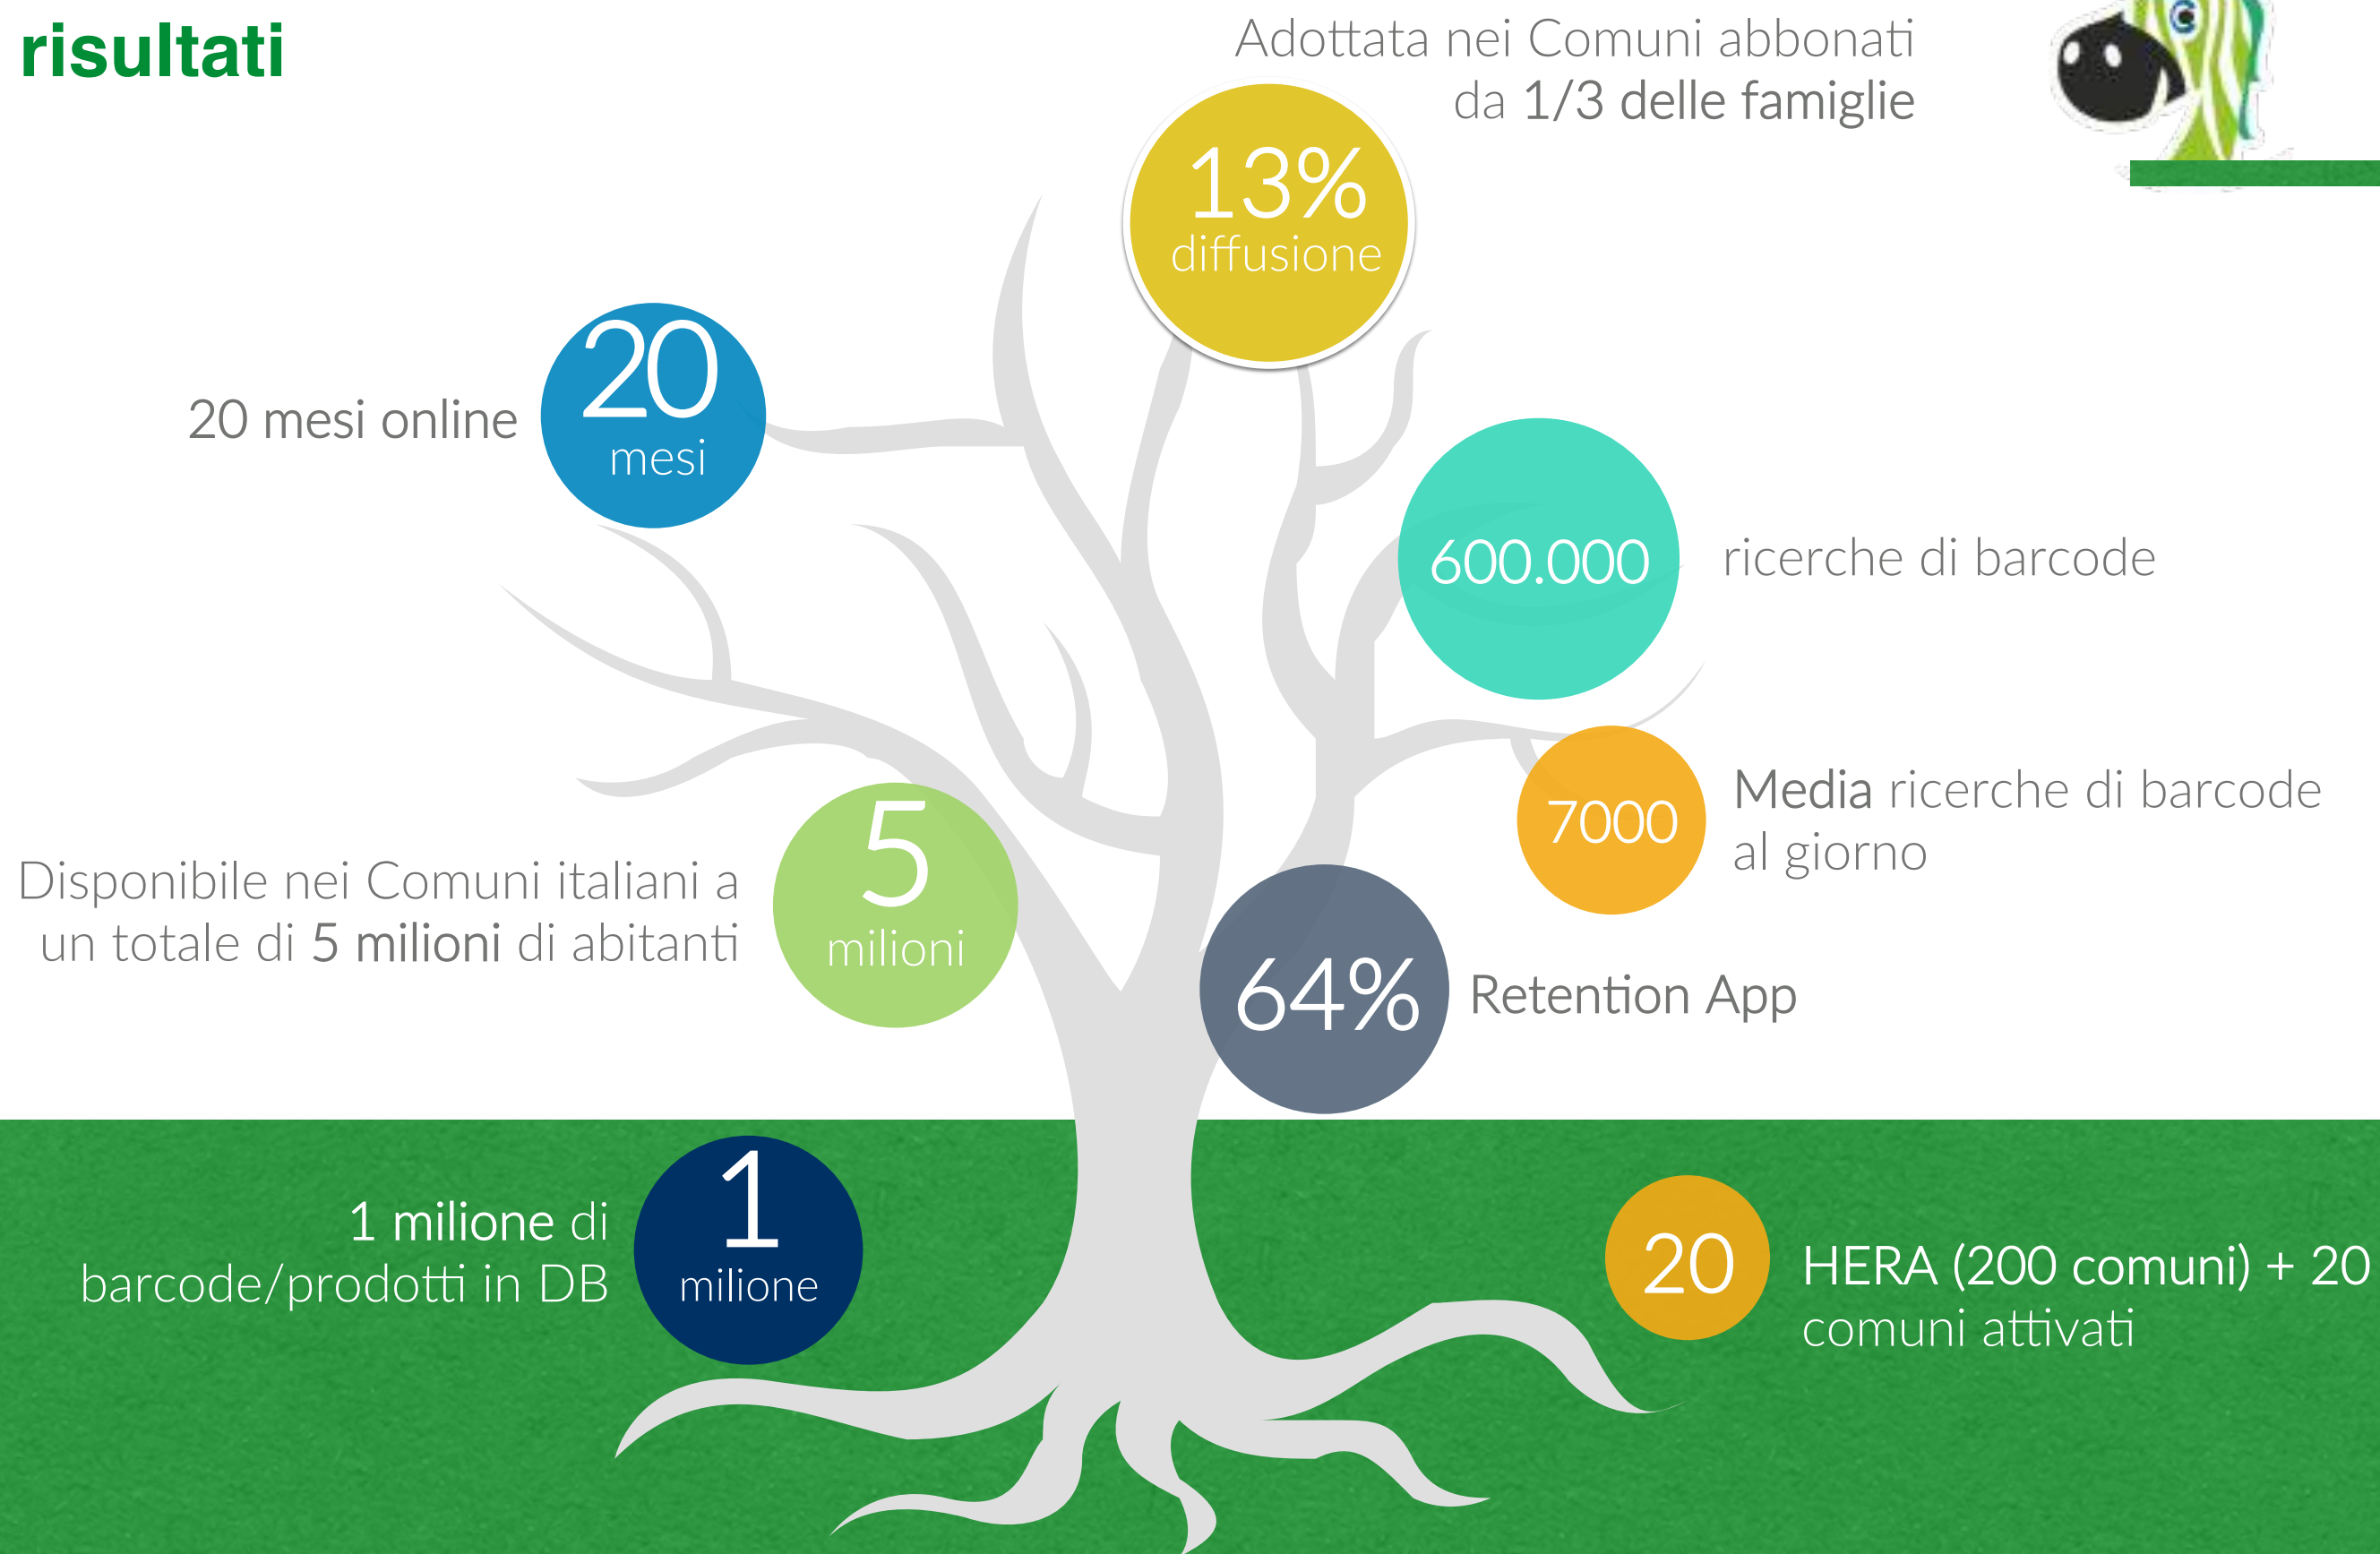 risultati
Adottata nei Comuni abbonati
da 1/3 delle famiglie
13%
diffusione
20 mesi online
20
mesi
600.000
ricerche di barcode
7000
Media ricerche di barcode
al giorno
Disponibile nei Comuni italiani a
un totale di 5 milioni di abitanti
5
milioni
64%
Retention App
1 milione di
barcode/prodotti in DB
1
milione
20
HERA (200 comuni) + 20
comuni attivati